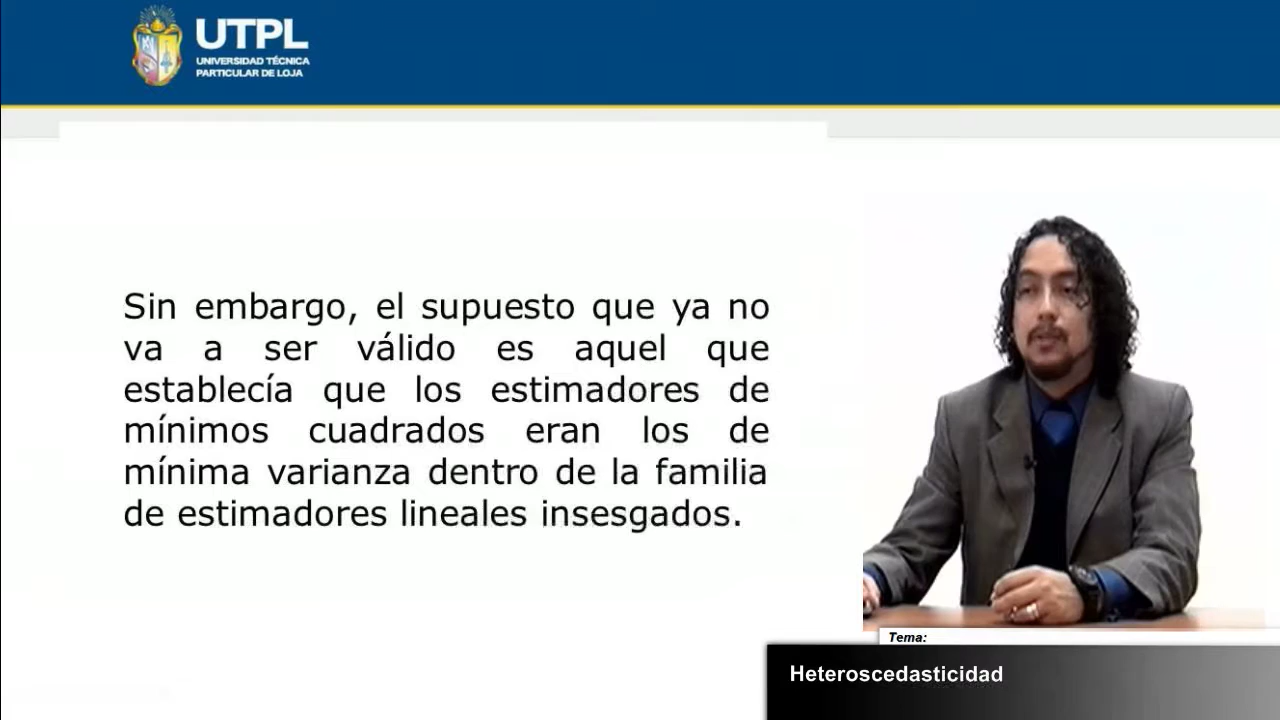 UTPL
UNIVERSIDAD TÉCNICA
PARTICULAR DE LOJA
Sin embargo, el supuesto que ya no
va a ser válido es aquel que
establecía que los estimadores de
mínimos cuadrados eran los de
mínima varianza dentro de la familia
de estimadores lineales insesgados.
Tema:
Heteroscedasticidad